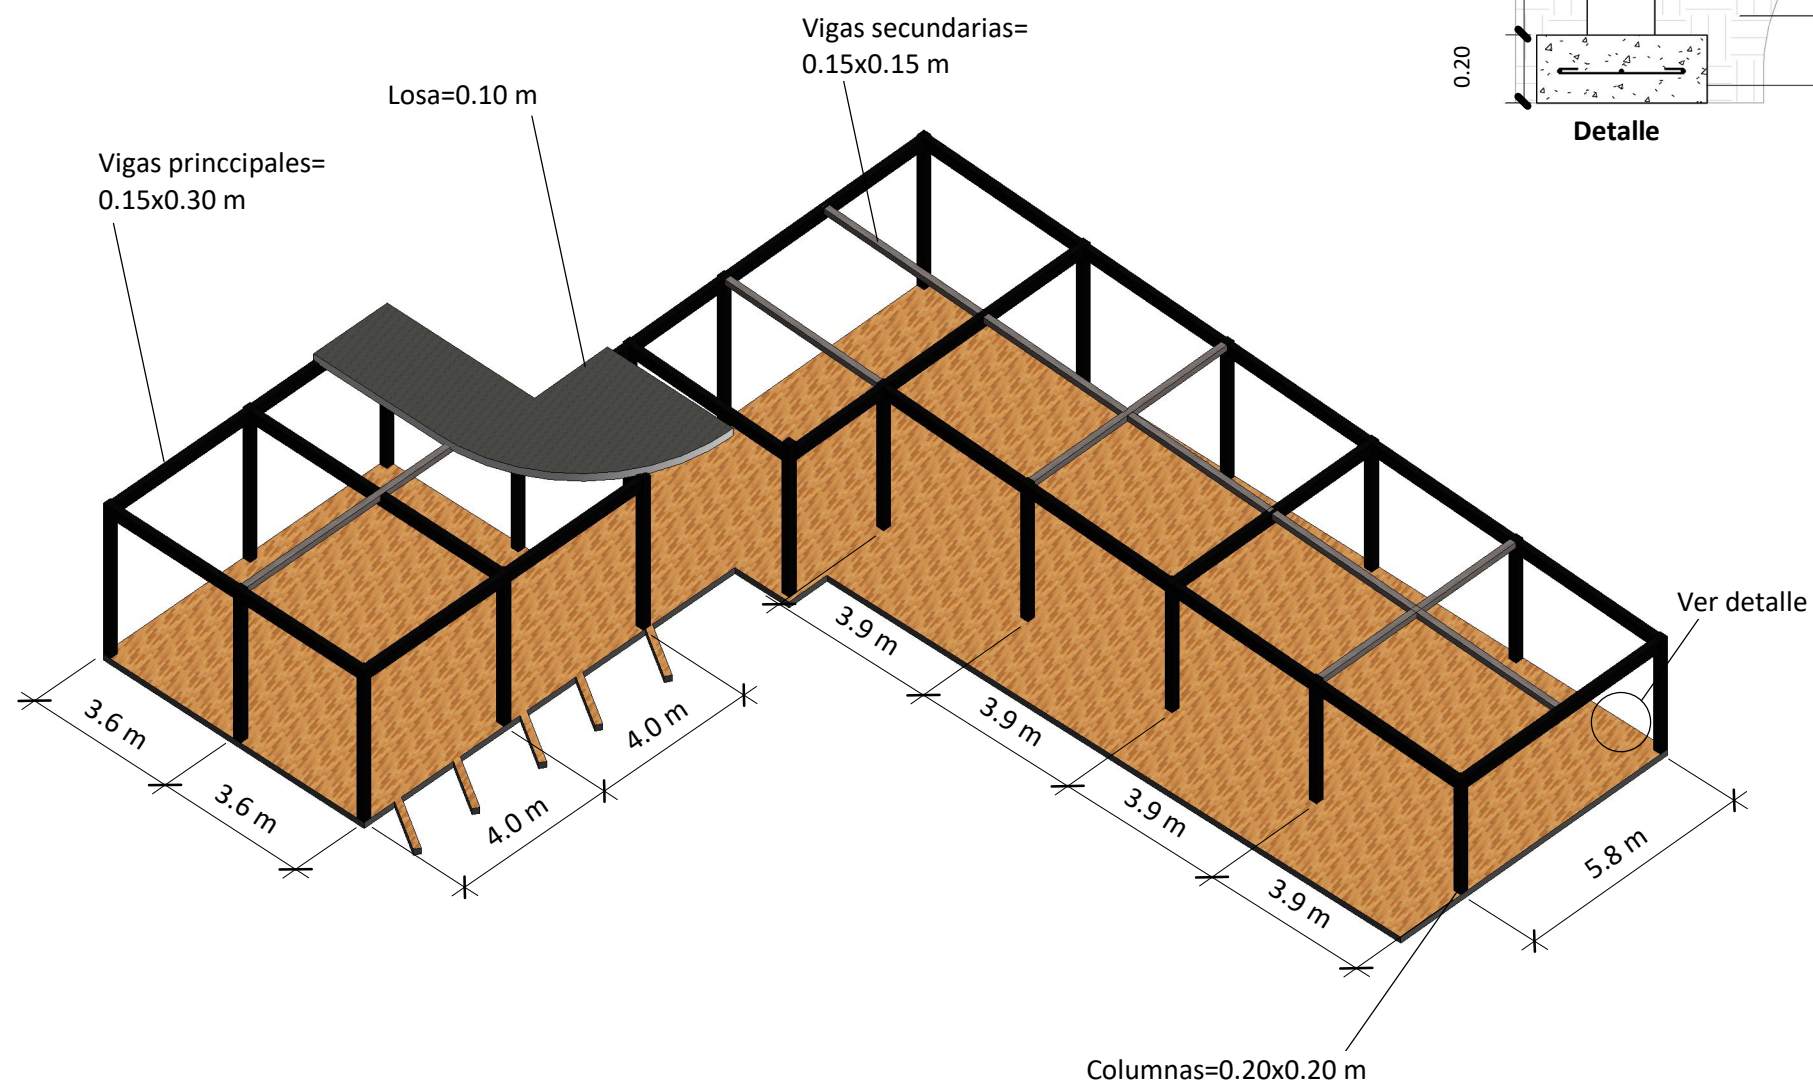 Vigas secundarias=
0.15x0.15 m
0.20
Losa=0.10 m
Detalle
Vigas princcipales=
0.15x0.30 m
Ver detalle
3.9 m
3.6 m
4.0 m
3.9 m
3.6 m
4.0 m
3.9 m
5.8 m
3.9 m
Columnas=0.20x0.20 m